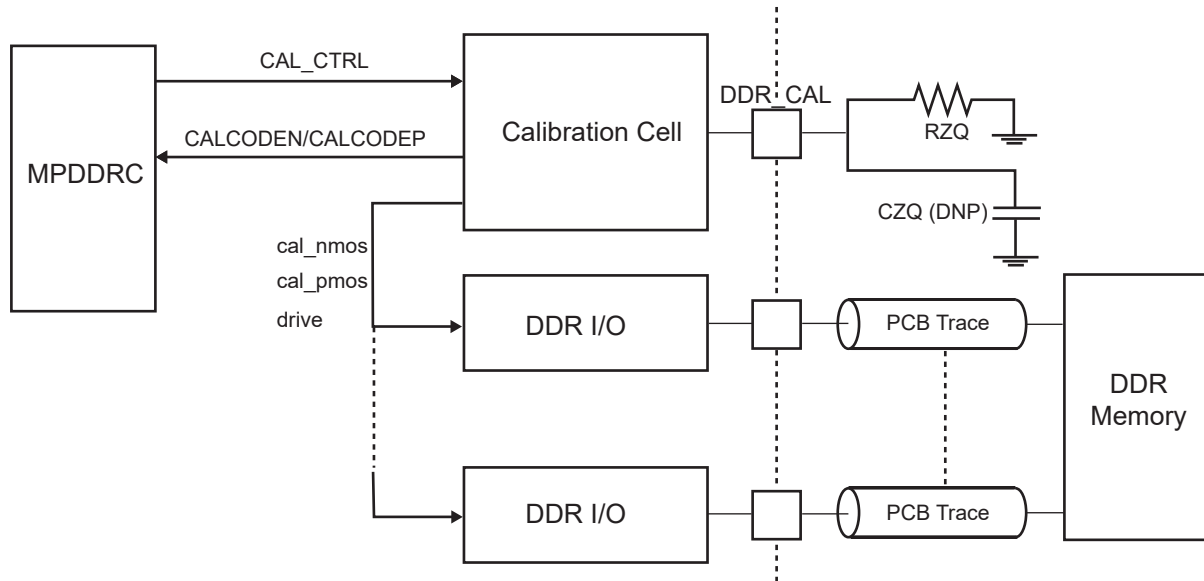 CAL_CTRL
DDR_CAL
RZQ
CALCODEN/CALCODEP
Calibration Cell
MPDDRC
CZQ (DNP)
cal_nmos
cal_pmos
drive
DDR I/O
PCB Trace
DDR
Memory
DDR I/O
PCB Trace